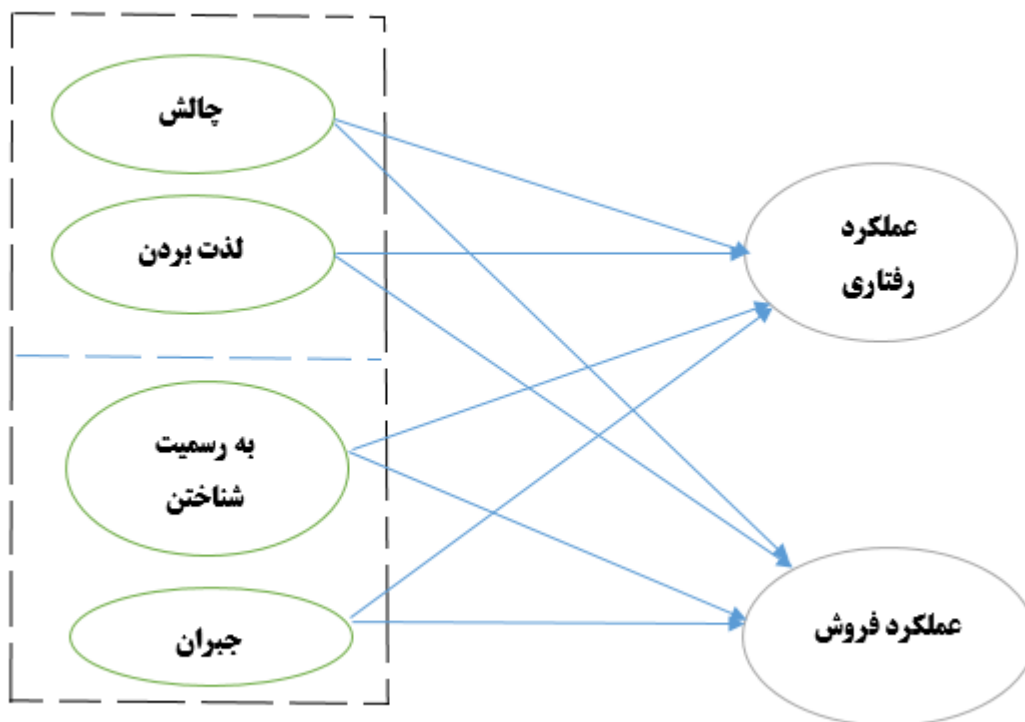 چالش
لذت بردن
به رسمیت
شناختن
جبران
عملکرد
رفتاری
عملکرد فروش